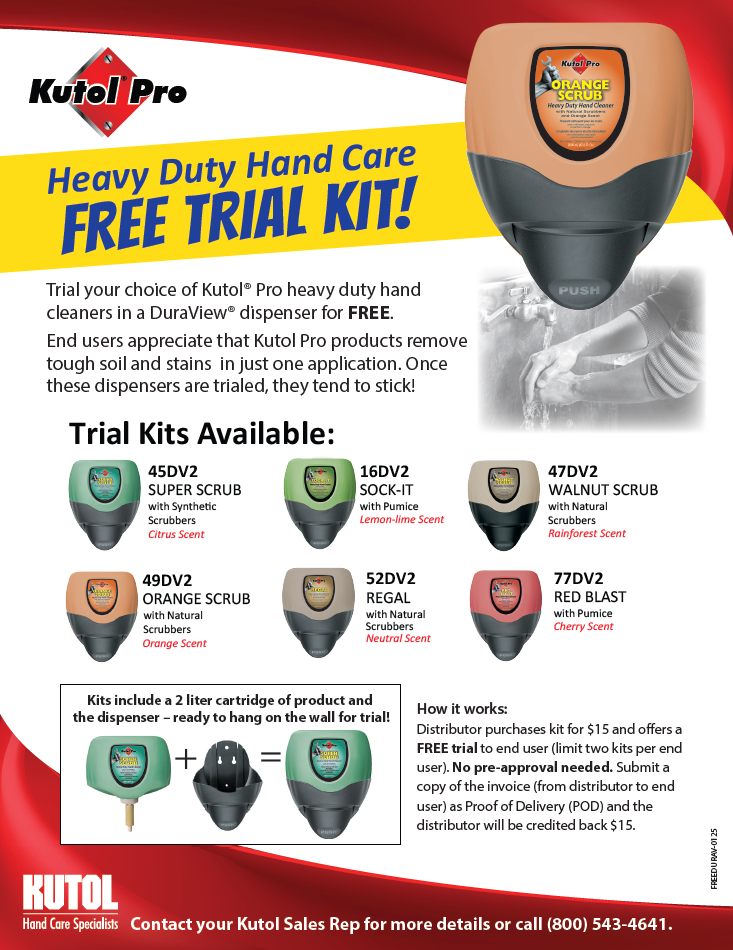 Kutol® Pro
Kutol Pro
ORANGE
SCRUB
Heavy Duty Hand Cleaner
with Natural Scrubbers
and Orange Scent
PUSH
Heavy Duty Hand Care
FREE TRIAL KIT!
Trial your choice of Kutol® Pro heavy duty hand
cleaners in a DuraView® dispenser for FREE.
End users appreciate that Kutol Pro products remove
tough soil and stains in just one application. Once
these dispensers are trialed, they tend to stick!
Trial Kits Available:
45DV2
SUPER SCRUB
with Synthetic
Scrubbers
Citrus Scent
16DV2
SOCK-IT
with Pumice
Lemon-lime Scent
47DV2
WALNUT SCRUB
with Natural
Scrubbers
Rainforest Scent
49DV2
ORANGE SCRUB
with Natural
Scrubbers
Orange Scent
52DV2
REGAL
with Natural
Scrubbers
Neutral Scent
77DV2
RED BLAST
with Pumice
Cherry Scent
Kits include a 2 liter cartridge of product and
the dispenser – ready to hang on the wall for trial!
+
=
How it works:
Distributor purchases kit for $15 and offers a
FREE trial to end user (limit two kits per end
user). No pre-approval needed. Submit a
copy of the invoice (from distributor to end
user) as Proof of Delivery (POD) and the
distributor will be credited back $15.
FREEDURAV-0125
KUTOL
Hand Care Specialists
Contact your Kutol Sales Rep for more details or call (800) 543-4641.